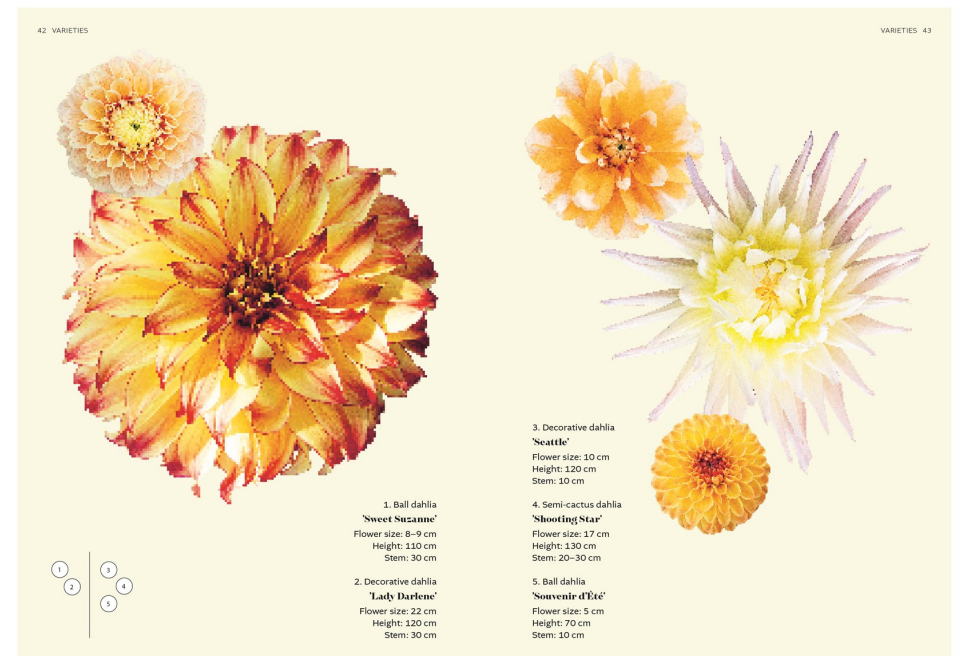 42 VARIETIES
VARIETIES 43
1. Ball dahlia
'Sweet Suzanne'
Flower size: 8–9 cm
Height: 110 cm
Stem: 30 cm
2. Decorative dahlia
'Lady Darlene'
Flower size: 22 cm
Height: 120 cm
Stem: 30 cm
1
2
3
4
5
3. Decorative dahlia
'Seattle'
Flower size: 10 cm
Height: 120 cm
Stem: 10 cm
4. Semi-cactus dahlia
'Shooting Star'
Flower size: 17 cm
Height: 130 cm
Stem: 20–30 cm
5. Ball dahlia
'Souvenir d'Été'
Flower size: 5 cm
Height: 70 cm
Stem: 10 cm